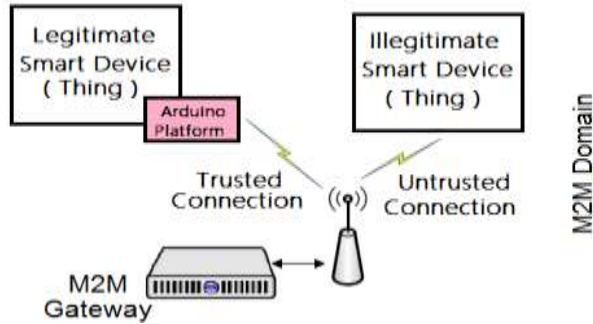 Legitimate
Smart Device
( Thing )
Arduino
Platform
Illegitimate
Smart Device
( Thing )
Trusted
Connection
Untrusted
Connection
M2M
Gateway
M2M Domain